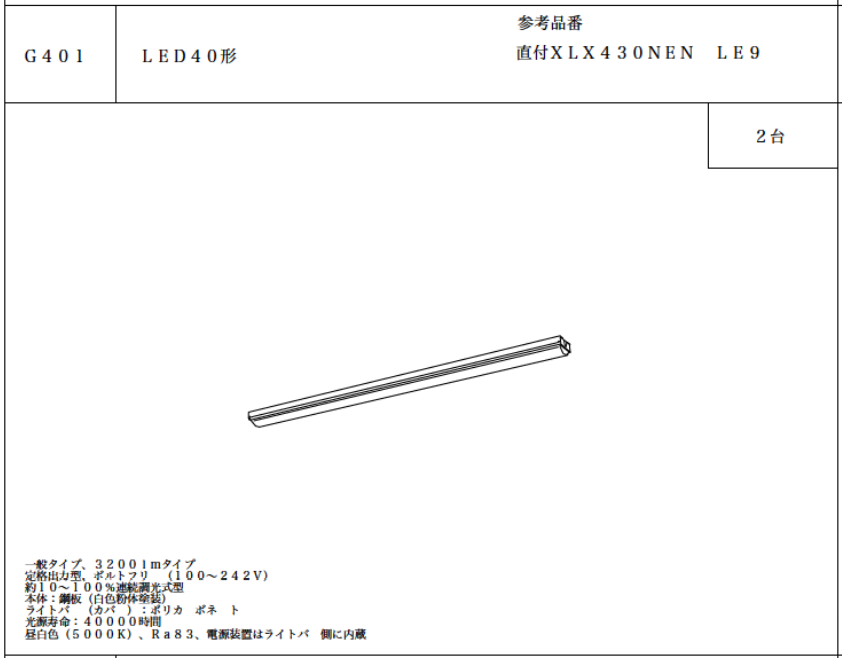 参考品番
G401 LED40形 直付XLX430NEN LE9
2台
一般タイプ、3200lmタイプ
定格出力型、ボルトフリ （100～242V）
約10～100％連続調光式型
本体：鋼板（白色粉体塗装）
ライトバ （カバ ）：ポリカ ボネ ト
光源寿命：40000時間
昼白色（5000K）、Ra83、電源装置はライトバ 側に内蔵